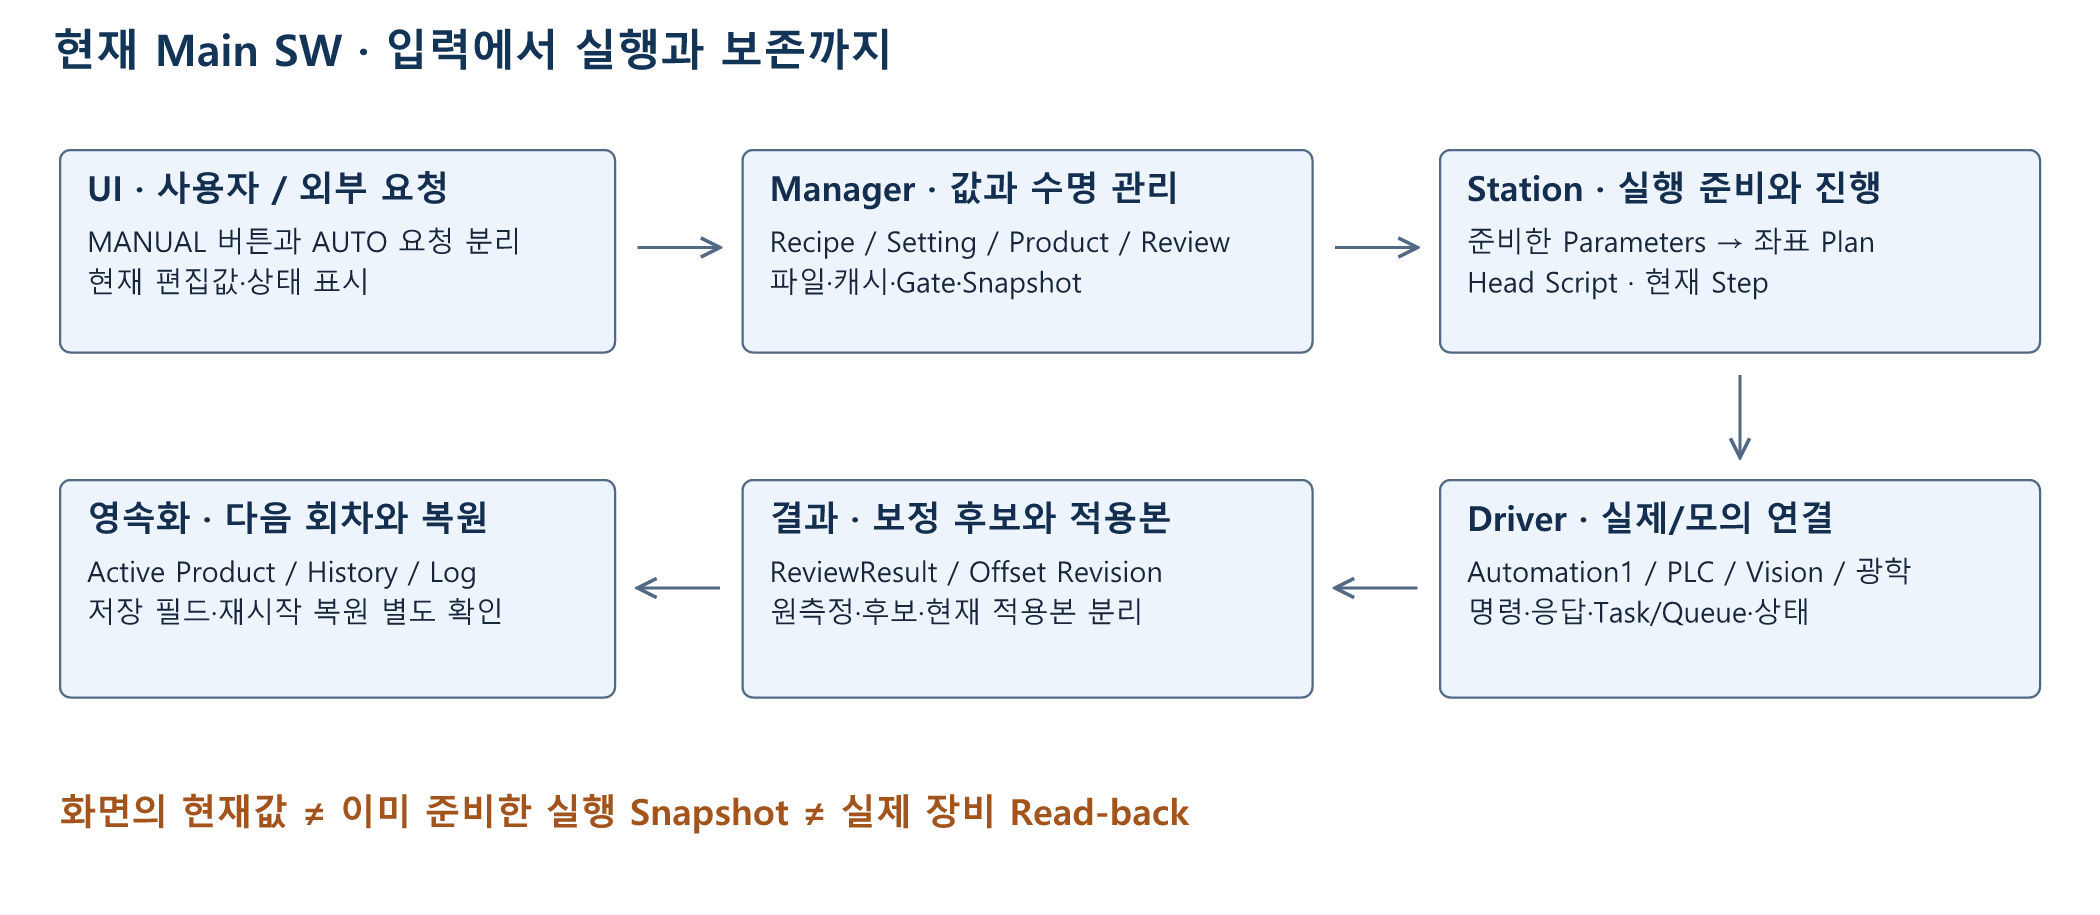 현재 Main SW · 입력에서 실행과 보존까지
UI · 사용자 / 외부 요청
MANUAL 버튼과 AUTO 요청 분리
현재 편집값·상태 표시
Manager · 값과 수명 관리
Recipe / Setting / Product / Review
파일·캐시·Gate·Snapshot
Station · 실행 준비와 진행
준비한 Parameters → 좌표 Plan
Head Script · 현재 Step
영속화 · 다음 회차와 복원
Active Product / History / Log
저장 필드·재시작 복원 별도 확인
결과 · 보정 후보와 적용본
ReviewResult / Offset Revision
원측정·후보·현재 적용본 분리
Driver · 실제/모의 연결
Automation1 / PLC / Vision / 광학
명령·응답·Task/Queue·상태
화면의 현재값 ≠ 이미 준비한 실행 Snapshot ≠ 실제 장비 Read-back